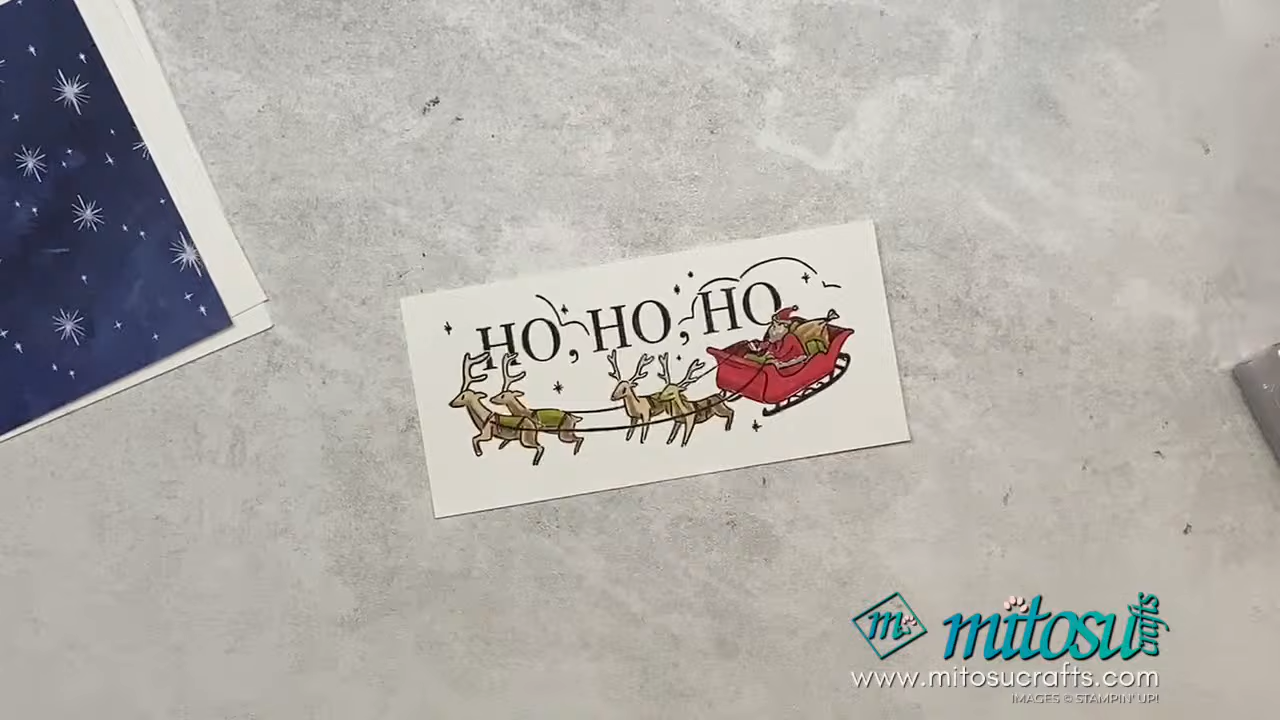 HO, HO, HO
m
mitosu crafts
www.mitosucrafts.com
IMAGES © STAMPIN' UP!